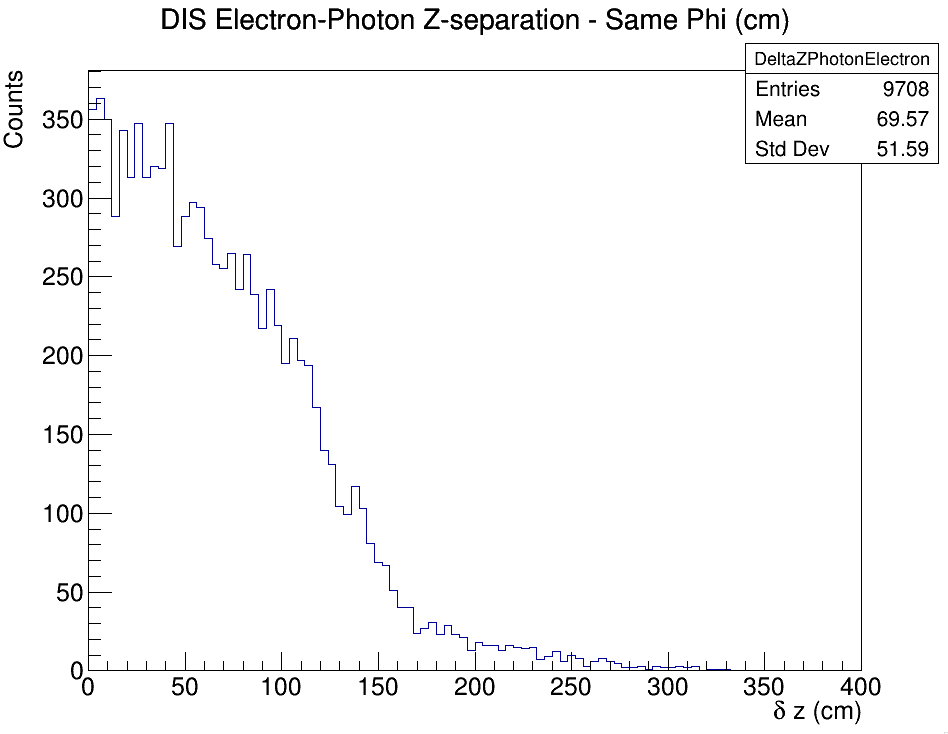 DIS Electron-Photon Z-separation - Same Phi (cm)
DeltaZPhotonElectron
Entries 9708
Mean 69.57
Std Dev 51.59
Counts
350
300
250
200
150
100
50
0
0 50 100 150 200 250 300 350 400
δ z (cm)